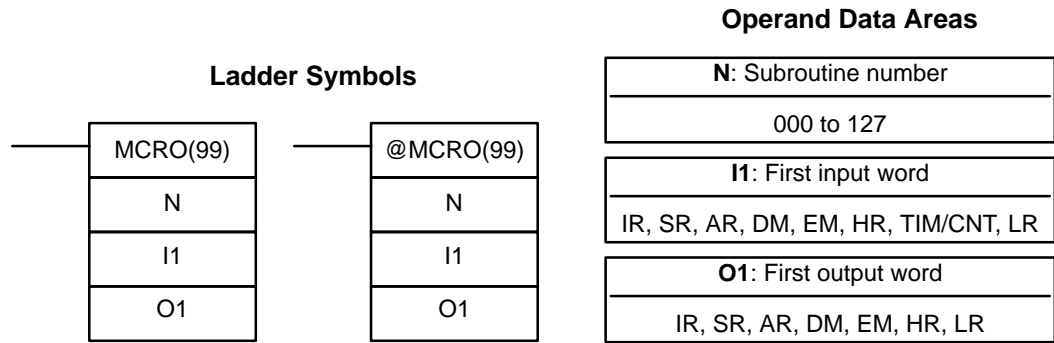 Ladder Symbols
MCRO(99)
N
I1
O1
@MCRO(99)
N
I1
O1
Operand Data Areas
N: Subroutine number
000 to 127
I1: First input word
IR, SR, AR, DM, EM, HR, TIM/CNT, LR
O1: First output word
IR, SR, AR, DM, EM, HR, LR